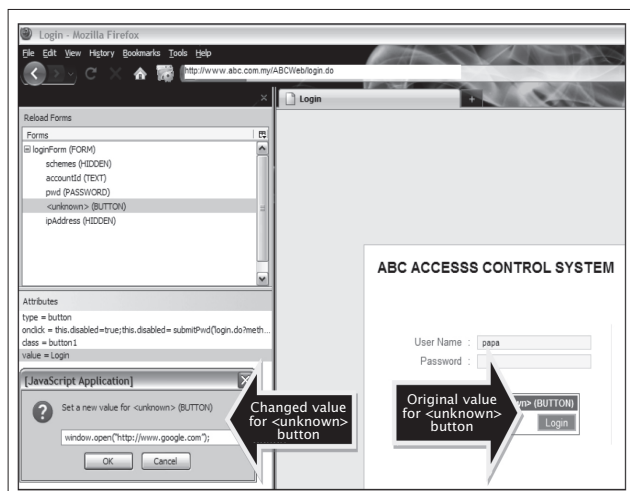 Login - Mozilla Firefox
File Edit View History Bookmarks Tools Help
http://www.abc.com.my/ABCWeb/login.do
Login
Reload Forms
Forms
loginForm (FORM)
schemes (HIDDEN)
accountId (TEXT)
pwd (PASSWORD)
<unknown> (BUTTON)
ipAddress (HIDDEN)
Attributes
type = button
onclick = this.disabled=true;this.disabled= submitPwd('login.do?meth...
class = button1
value = Login
[JavaScript Application]
Set a new value for <unknown> (BUTTON)
window.open("http://www.google.com");
OK Cancel
Changed value
for <unknown>
button
ABC ACCESSS CONTROL SYSTEM
User Name : papa
Password :
Original value
for <unknown>
button
wn> (BUTTON)
Login